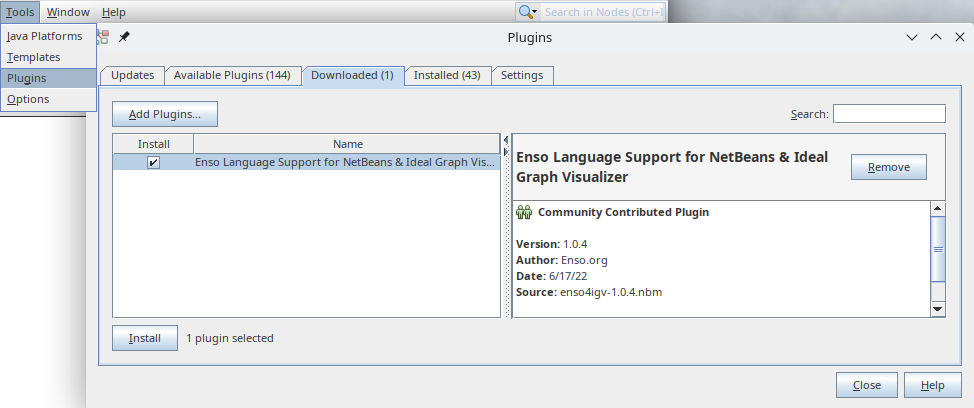 Tools Window Help
Search in Nodes (Ctrl+I
Java Platforms
Templates
Plugins
Options
Plugins
Updates Available Plugins (144) Downloaded (1) Installed (43) Settings
Add Plugins...
Search:
Install Name
Enso Language Support for NetBeans & Ideal Graph Vis...
Enso Language Support for NetBeans & Ideal
Graph Visualizer
Remove
Community Contributed Plugin
Version: 1.0.4
Author: Enso.org
Date: 6/17/22
Source: enso4igv-1.0.4.nbm
Install 1 plugin selected
Close Help